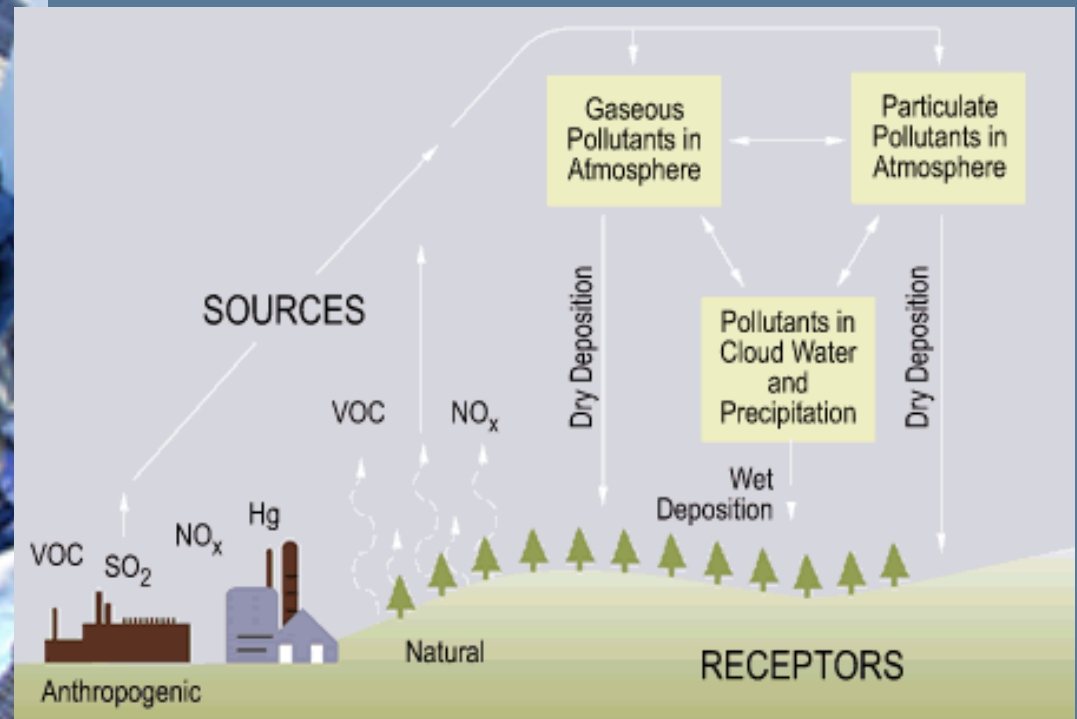 Gaseous
Pollutants in
Atmosphere
Particulate
Pollutants in
Atmosphere
SOURCES
Dry Deposition
Pollutants in
Cloud Water
and
Precipitation
Dry Deposition
VOC
NOx
Wet
Deposition
VOC
SO2
NOx
Hg
Natural
RECEPTORS
Anthropogenic